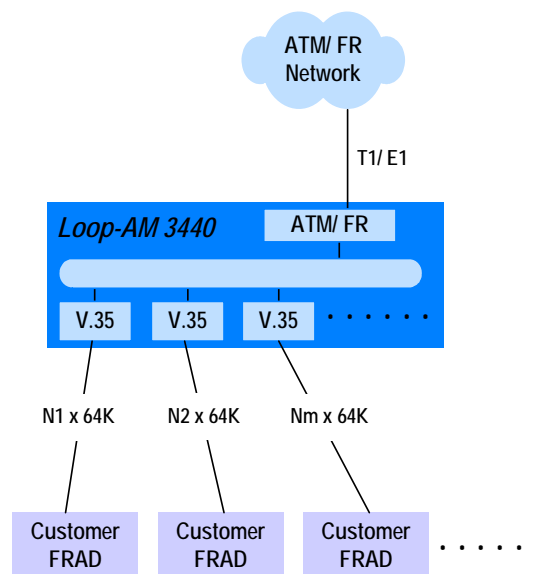 ATM/ FR
Network
T1/ E1
Loop-AM 3440
ATM/ FR
V.35
V.35
V.35
. . . . . .
N1 x 64K
N2 x 64K
Nm x 64K
Customer
FRAD
Customer
FRAD
Customer
FRAD
. . . . .